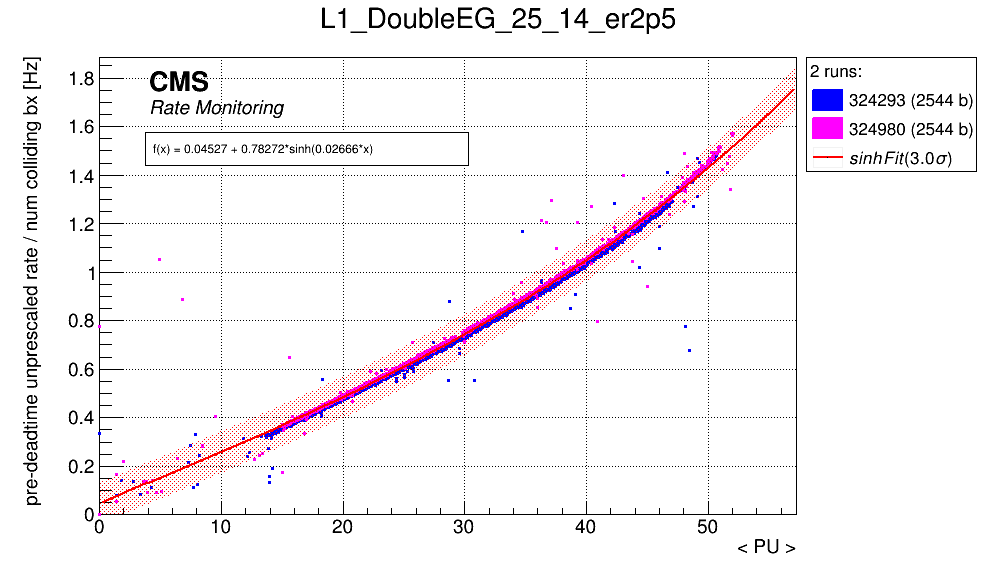 L1_DoubleEG_25_14_er2p5
pre-deadtime unprescaled rate / num colliding bx [Hz]
CMS
Rate Monitoring
f(x) = 0.04527 + 0.78272*sinh(0.02666*x)
2 runs:
324293 (2544 b)
324980 (2544 b)
sinhFit(3.0σ)
1.8
1.6
1.4
1.2
1
0.8
0.6
0.4
0.2
0
0 10 20 30 40 50
< PU >